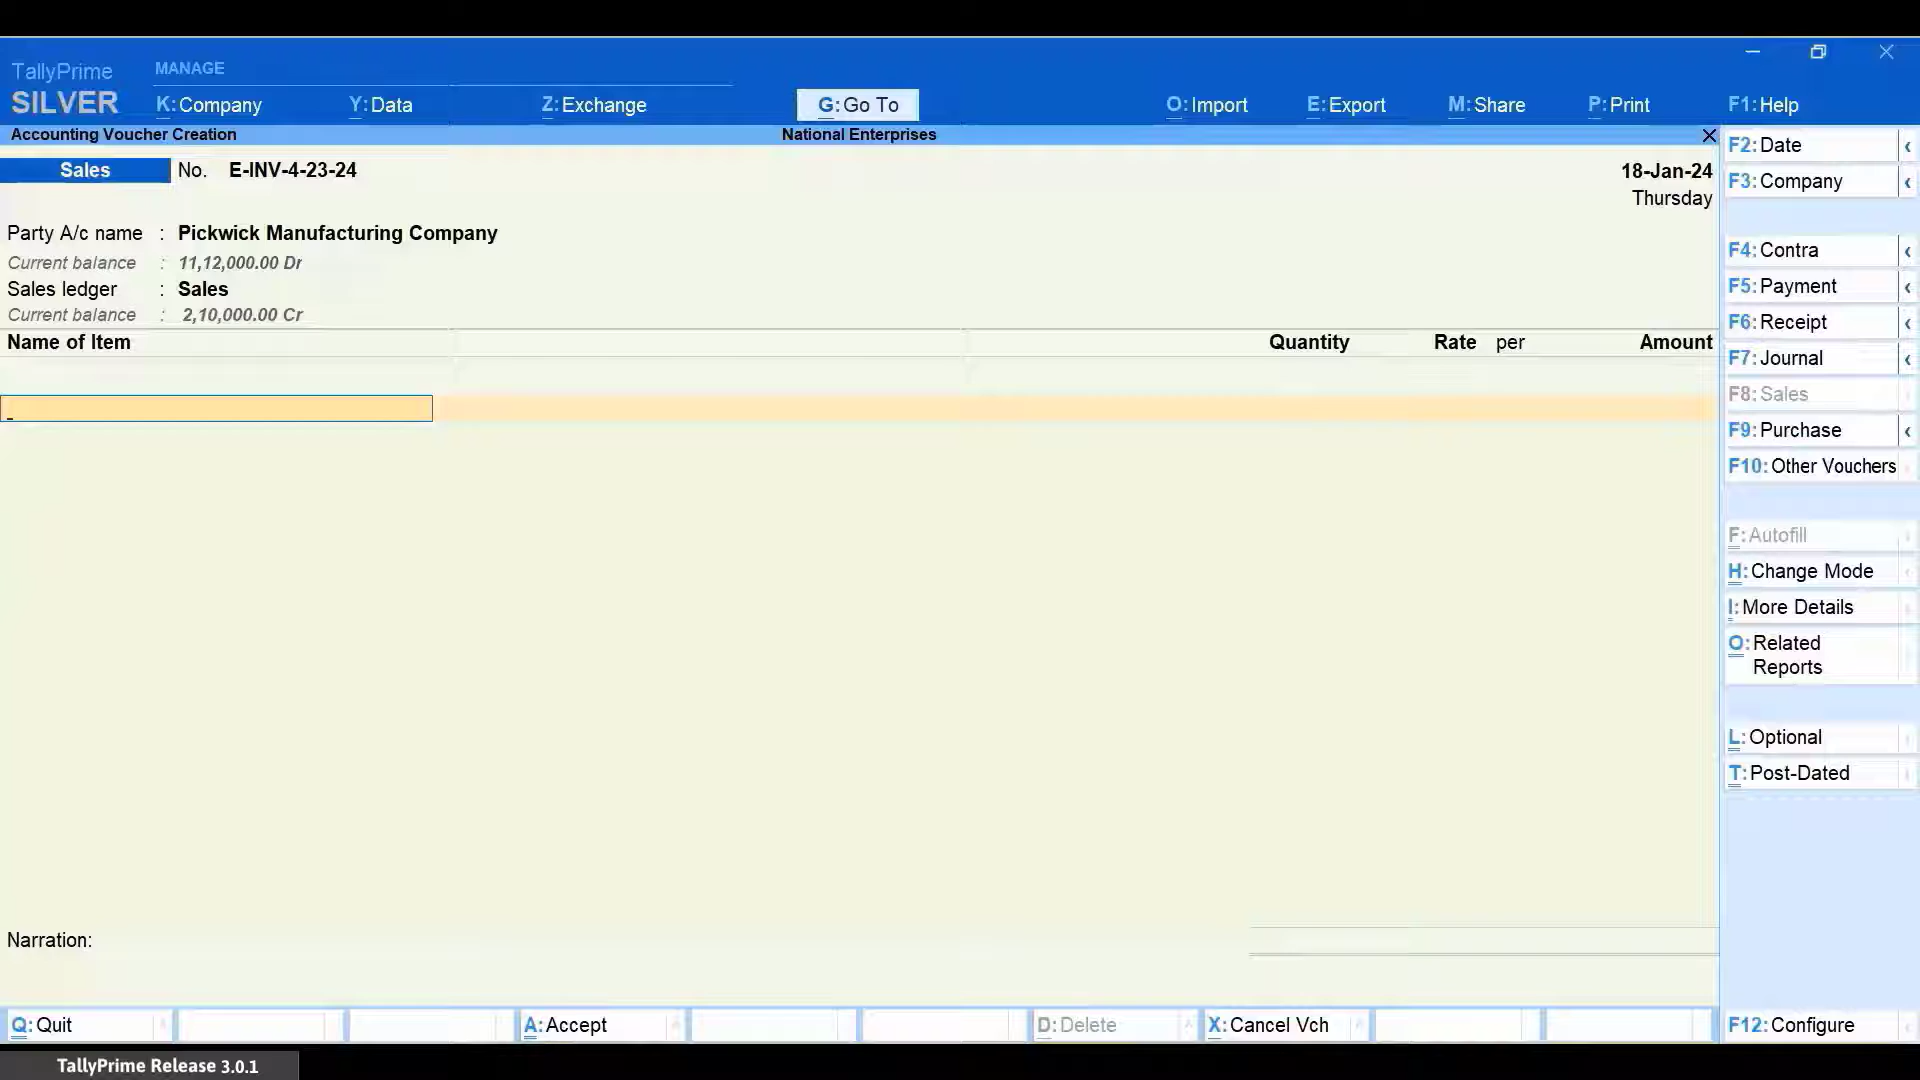 TallyPrime
SILVER
MANAGE
K: Company
Y: Data
Z: Exchange
G: Go To
O: Import
E: Export
M: Share
P: Print
F1: Help
Accounting Voucher Creation
National Enterprises
Sales No. E-INV-4-23-24
18-Jan-24
Thursday
Party A/c name : Pickwick Manufacturing Company
Current balance : 11,12,000.00 Dr
Sales ledger : Sales
Current balance : 2,10,000.00 Cr
Name of Item Quantity Rate per Amount
Narration:
F2: Date
F3: Company
F4: Contra
F5: Payment
F6: Receipt
F7: Journal
F8: Sales
F9: Purchase
F10: Other Vouchers
F: Autofill
H: Change Mode
I: More Details
O: Related
Reports
L: Optional
T: Post-Dated
F12: Configure
Q: Quit
A: Accept
D: Delete
X: Cancel Vch
TallyPrime Release 3.0.1